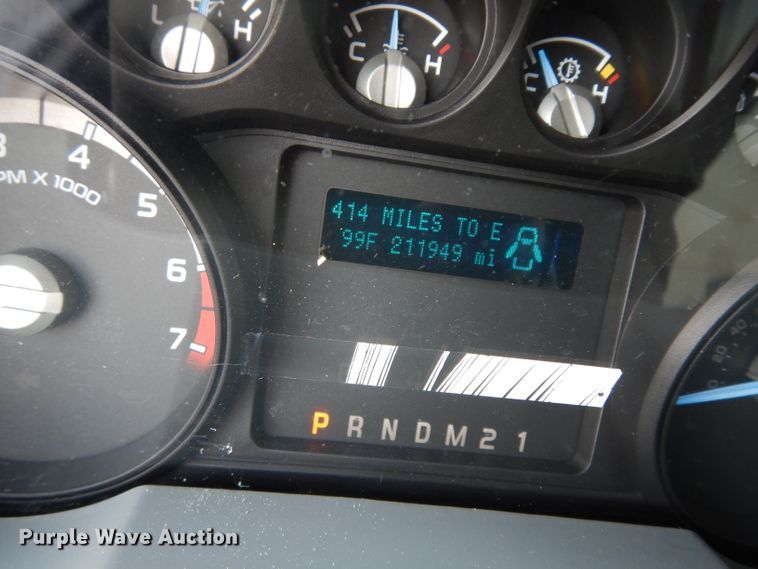 L H
C H
C H
3 4 5 6 7
PM X 1000
414 MILES TO E
99F 211949 mi
P R N D M 2 1
Purple Wave Auction